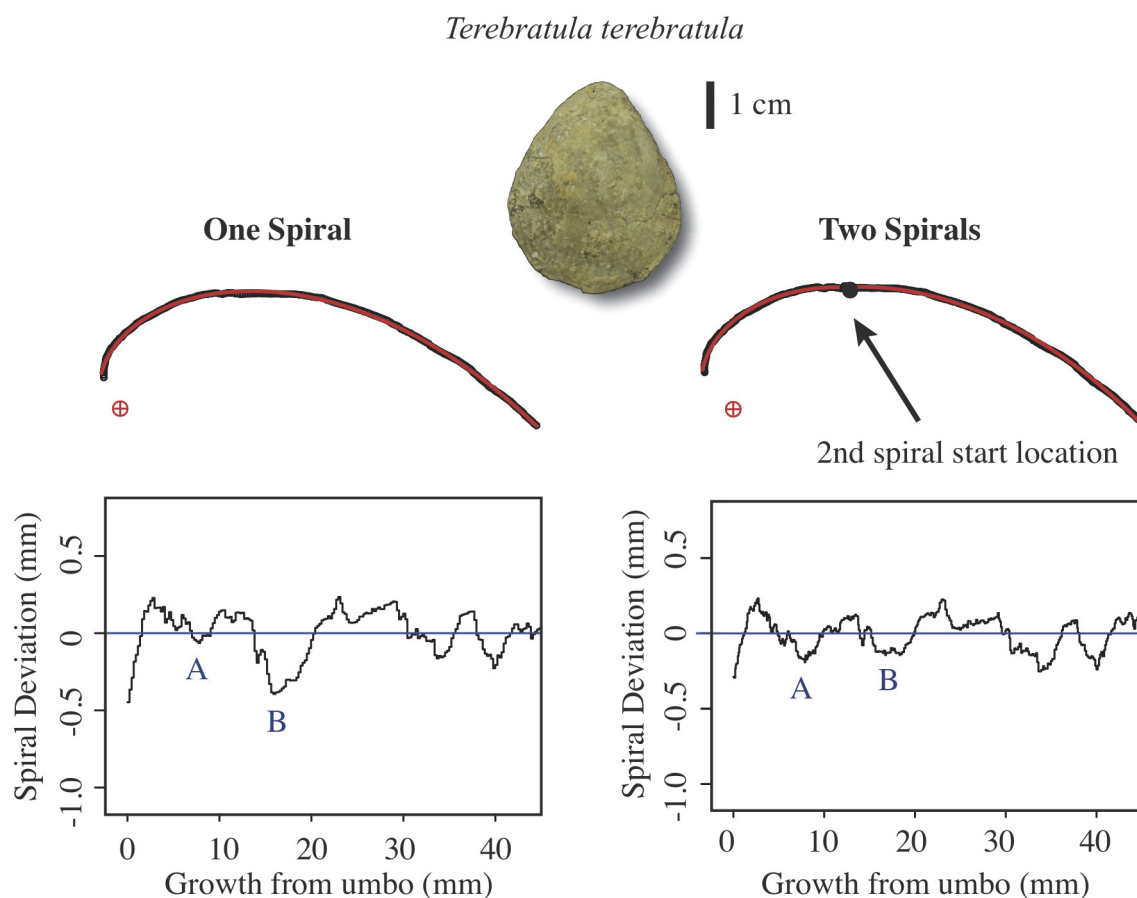 Terebratula terebratula
1 cm
One Spiral
Two Spirals
2nd spiral start location
Spiral Deviation (mm)
0.5
0
-0.5
-1.0
A
B
0 10 20 30 40
Growth from umbo (mm)
Spiral Deviation (mm)
0.5
0
-0.5
-1.0
A
B
0 10 20 30 40
Growth from umbo (mm)